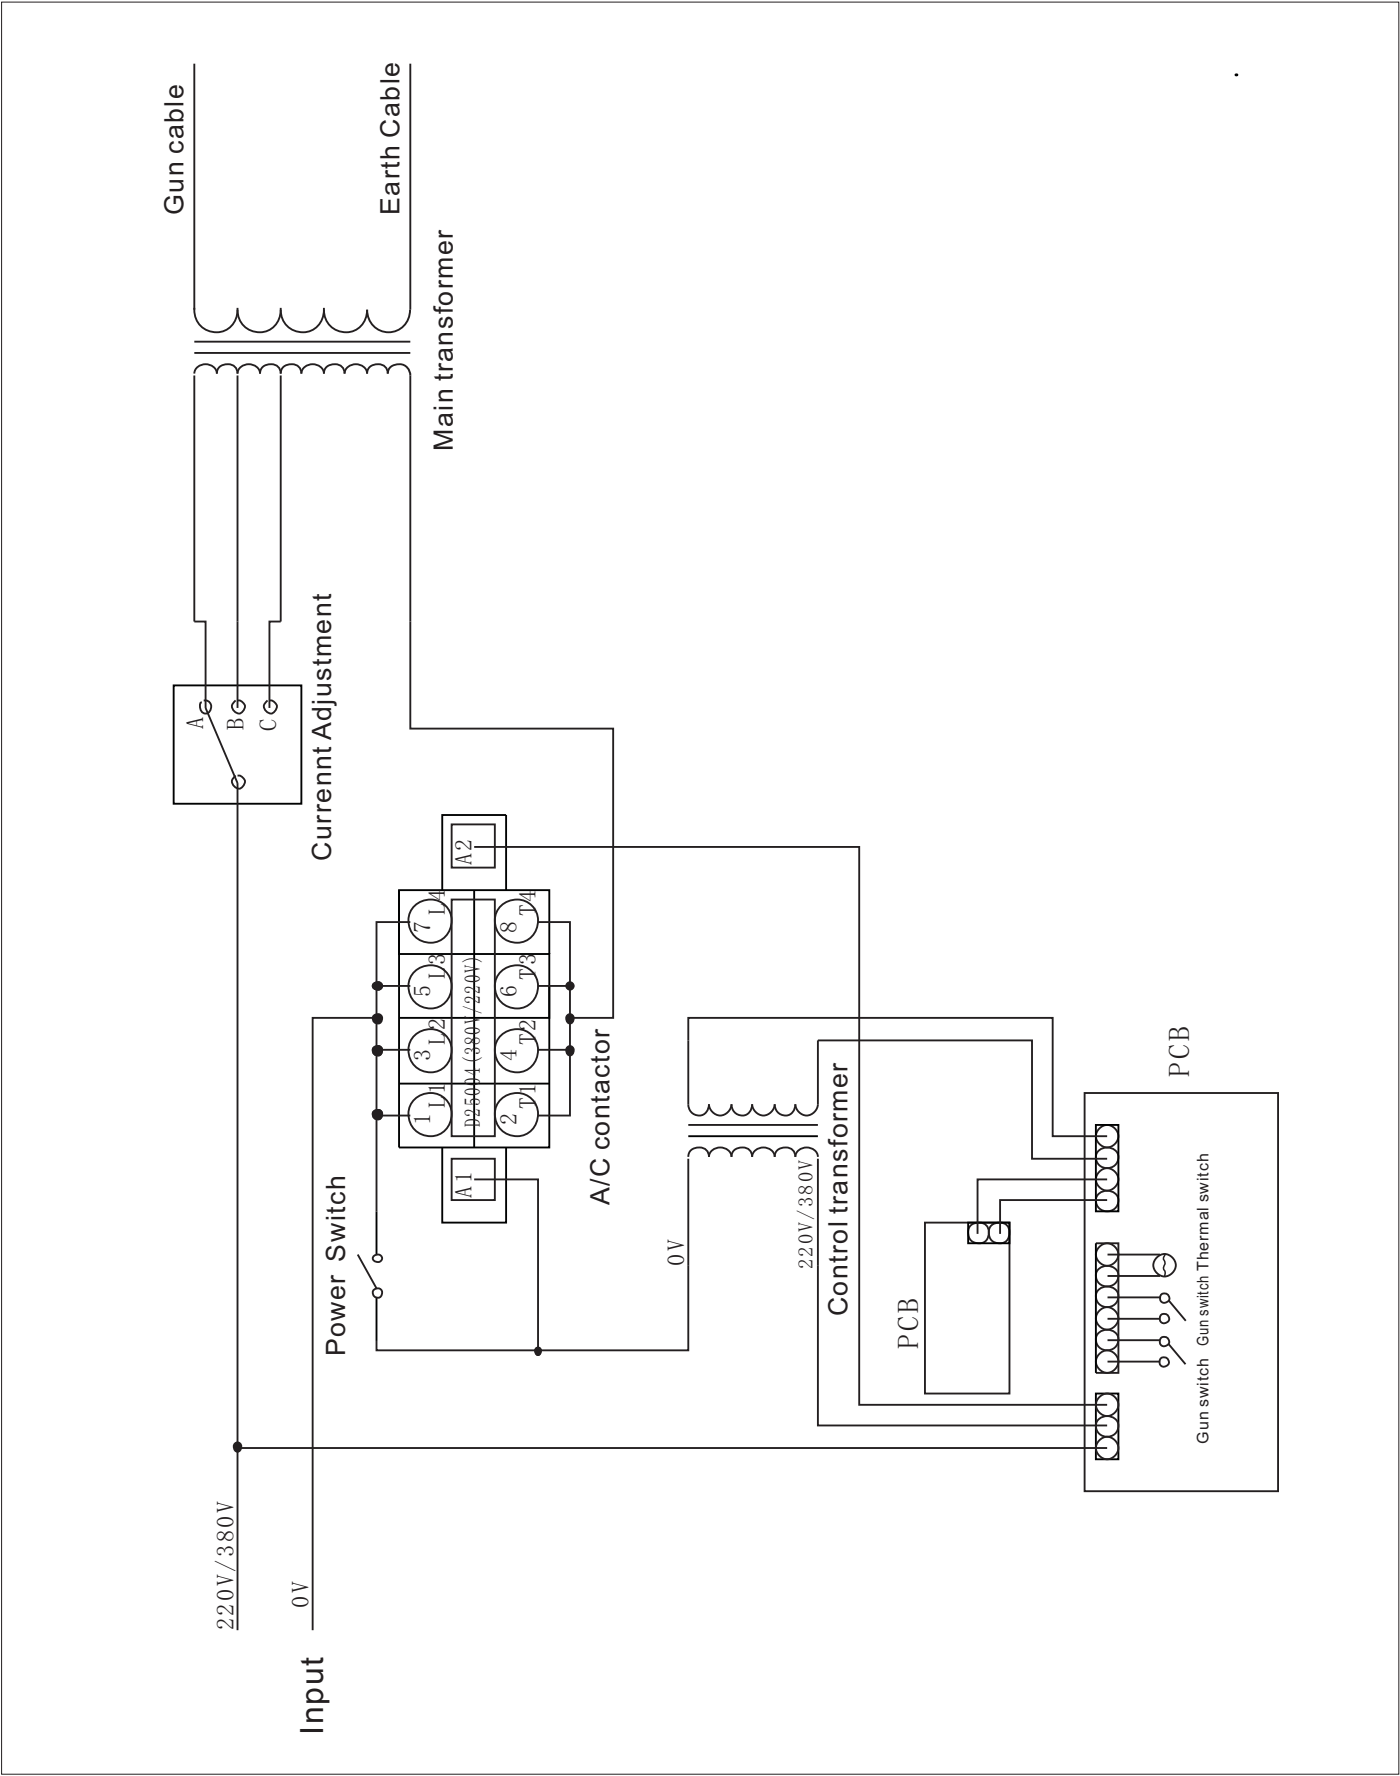 Gun cable
Earth Cable
Main transformer
A
B
C
Currennt Adjustment
A2
7 L4
8 T4
5 L3
6 T3
3 L2
4 T2
1 L1
2 T1
D25004(380V/220V)
A1
A/C contactor
Power Switch
0V
220V/380V
Control transformer
PCB
PCB
Gun switch Gun switch Thermal switch
220V/380V
0V
Input